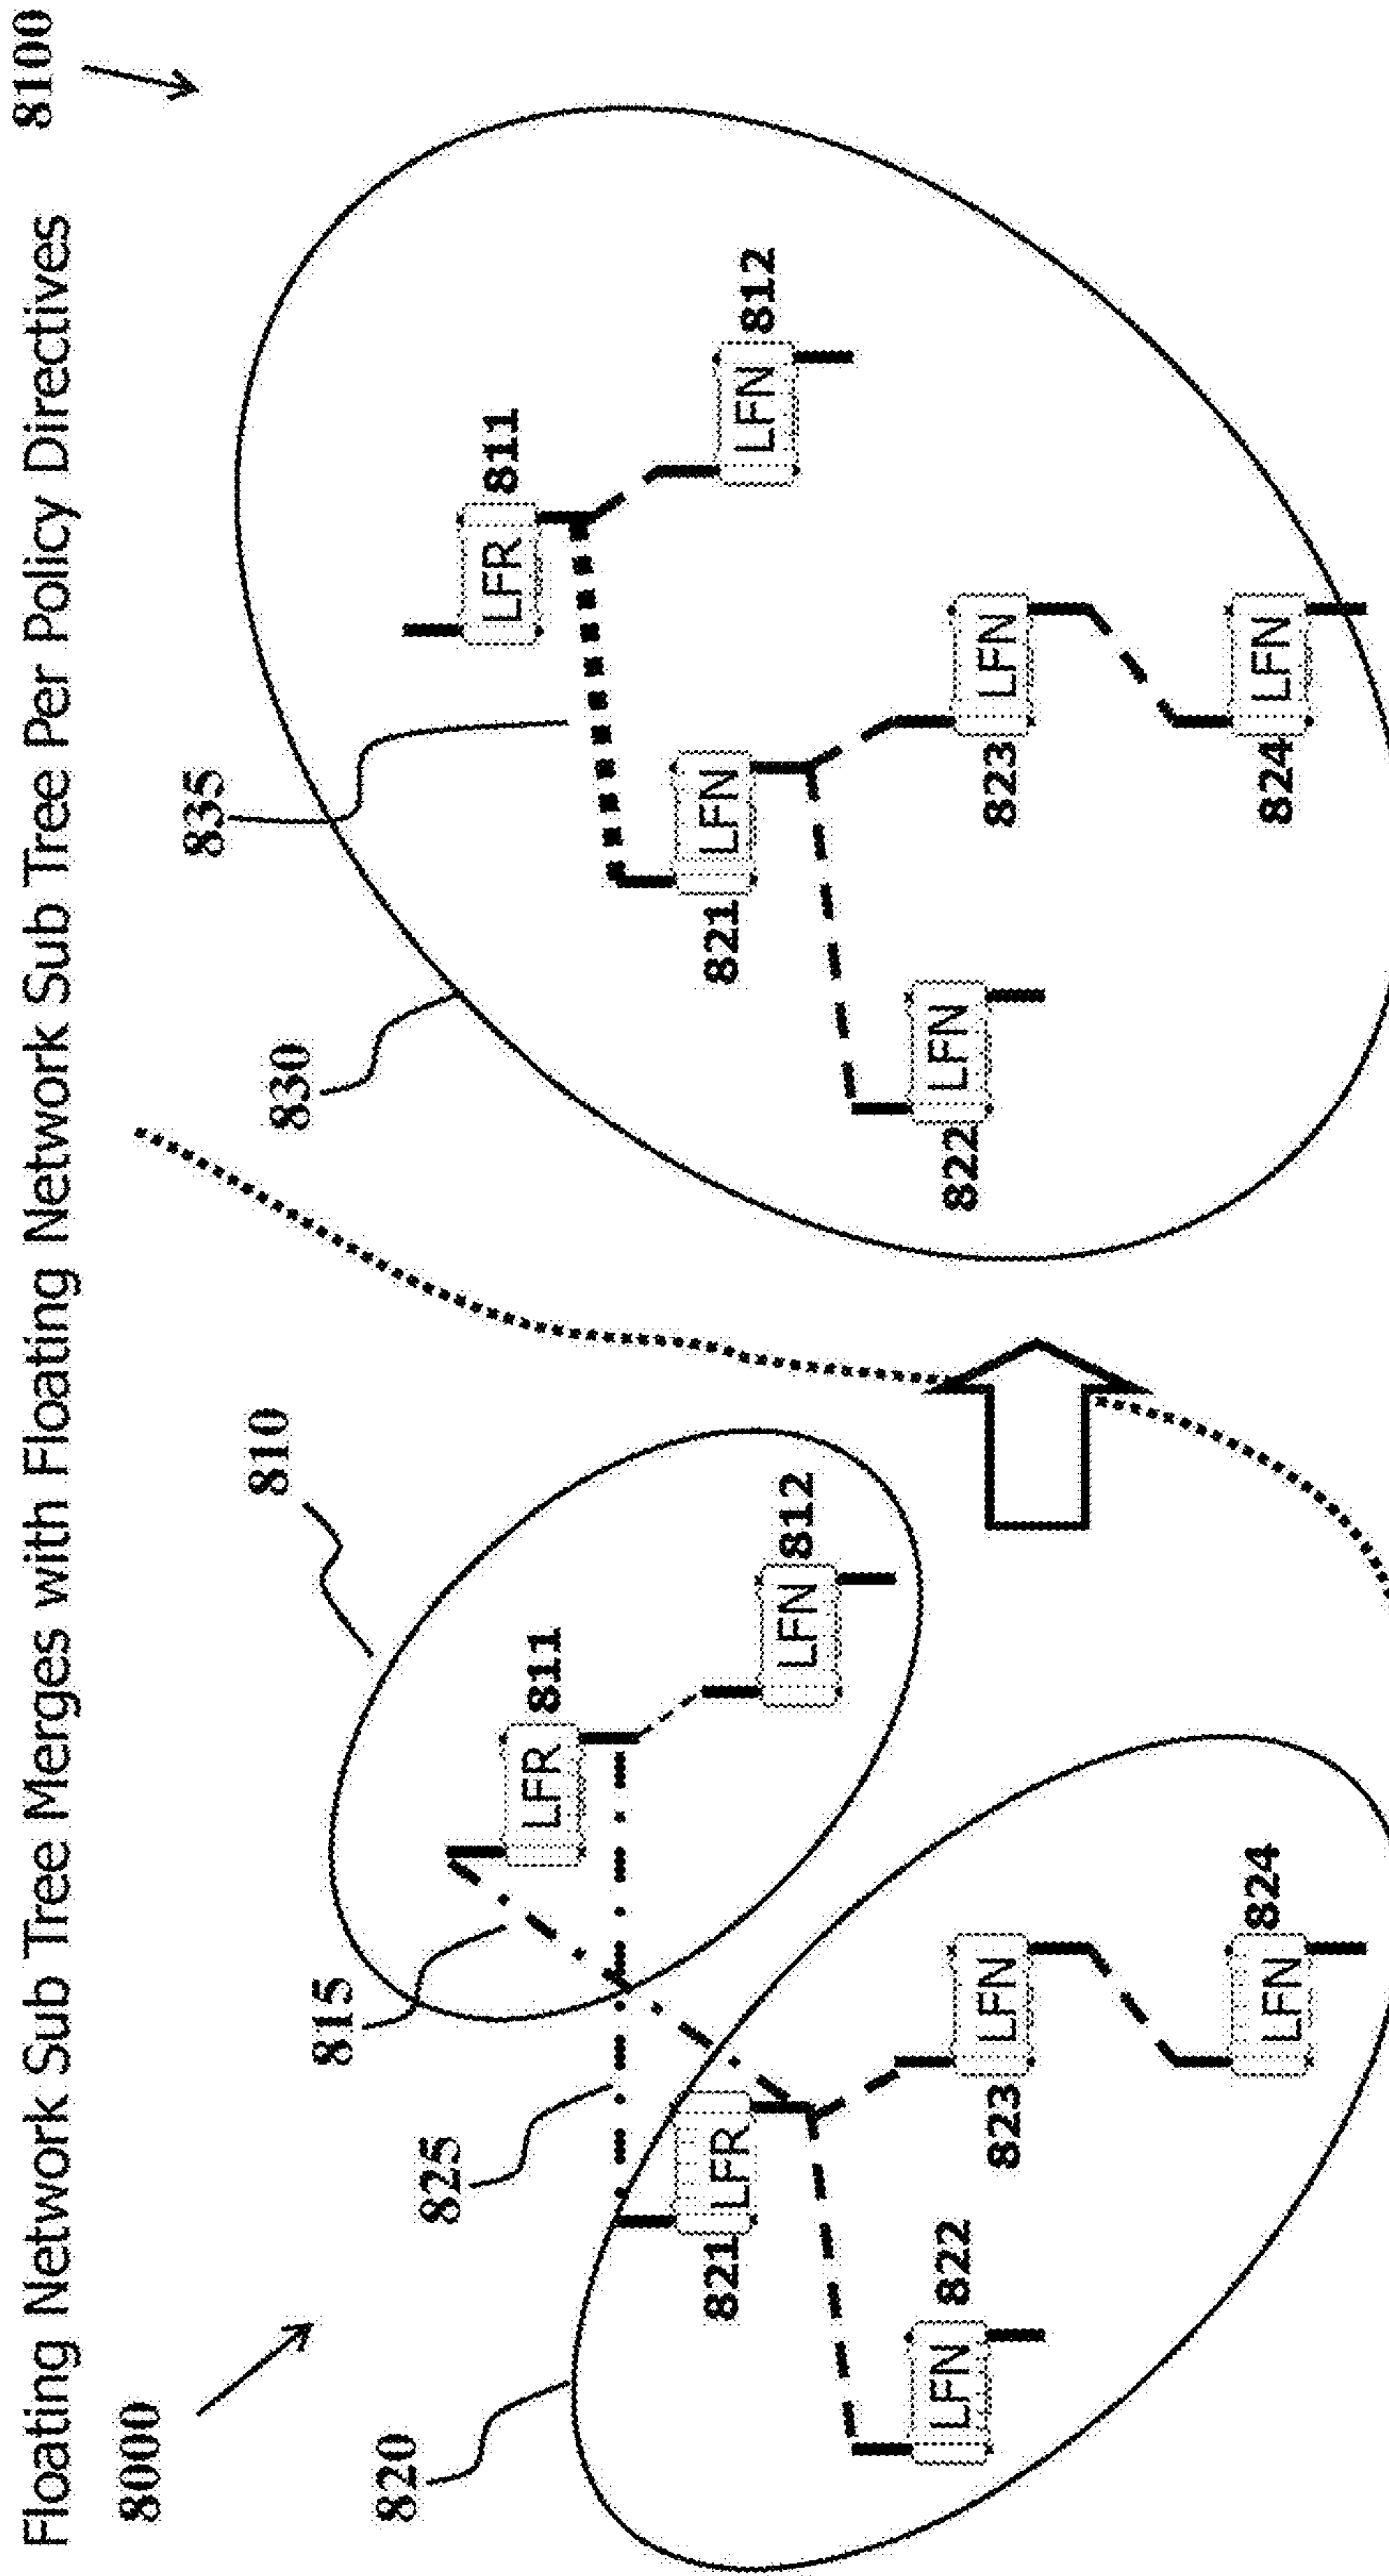 Floating Network Sub Tree Merges with Floating Network Sub Tree Per Policy Directives
8000
8100
820
825
815
810
821
LFR
822
LFN
823
LFN
824
LFN
LFR
811
LFN
812
830
835
LFR
811
LFN
812
821
LFN
822
LFN
823
LFN
824
LFN